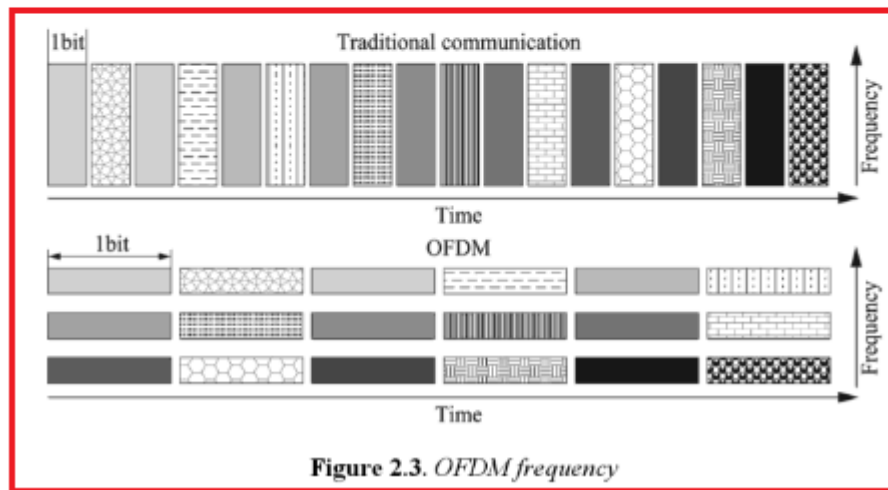 1bit
Traditional communication
Frequency
Time
1bit
OFDM
Frequency
Time
Figure 2.3. OFDM frequency